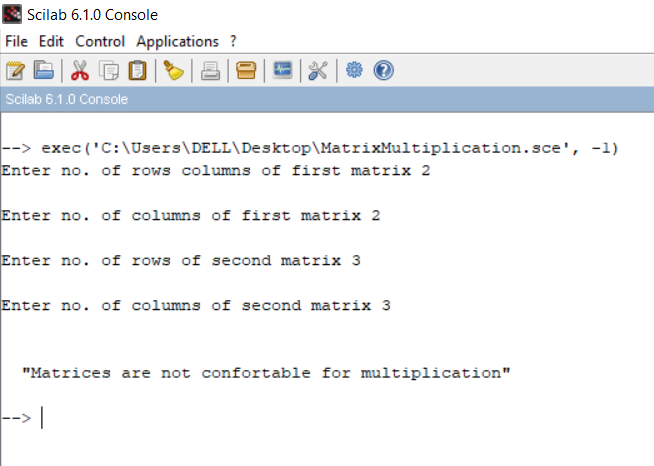 Scilab 6.1.0 Console
File Edit Control Applications ?
Scilab 6.1.0 Console
--> exec('C:\Users\DELL\Desktop\MatrixMultiplication.sce', -1)
Enter no. of rows columns of first matrix 2
Enter no. of columns of first matrix 2
Enter no. of rows of second matrix 3
Enter no. of columns of second matrix 3
"Matrices are not confortable for multiplication"
-->